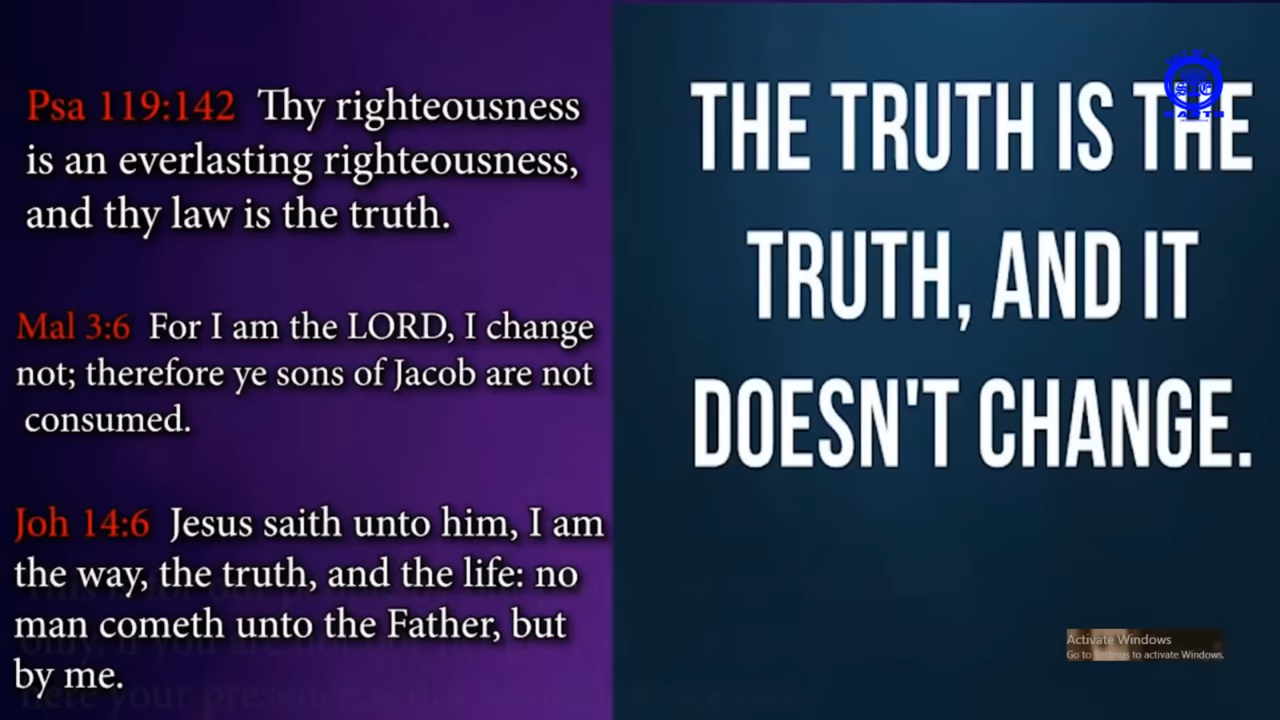 Psa 119:142 Thy righteousness
is an everlasting righteousness,
and thy law is the truth.
Mal 3:6 For I am the LORD, I change
not; therefore ye sons of Jacob are not
consumed.
Joh 14:6 Jesus saith unto him, I am
the way, the truth, and the life: no
man cometh unto the Father, but
by me.
THE TRUTH IS THE
TRUTH, AND IT
DOESN'T CHANGE.
Activate Windows
Go to Settings to activate Windows.